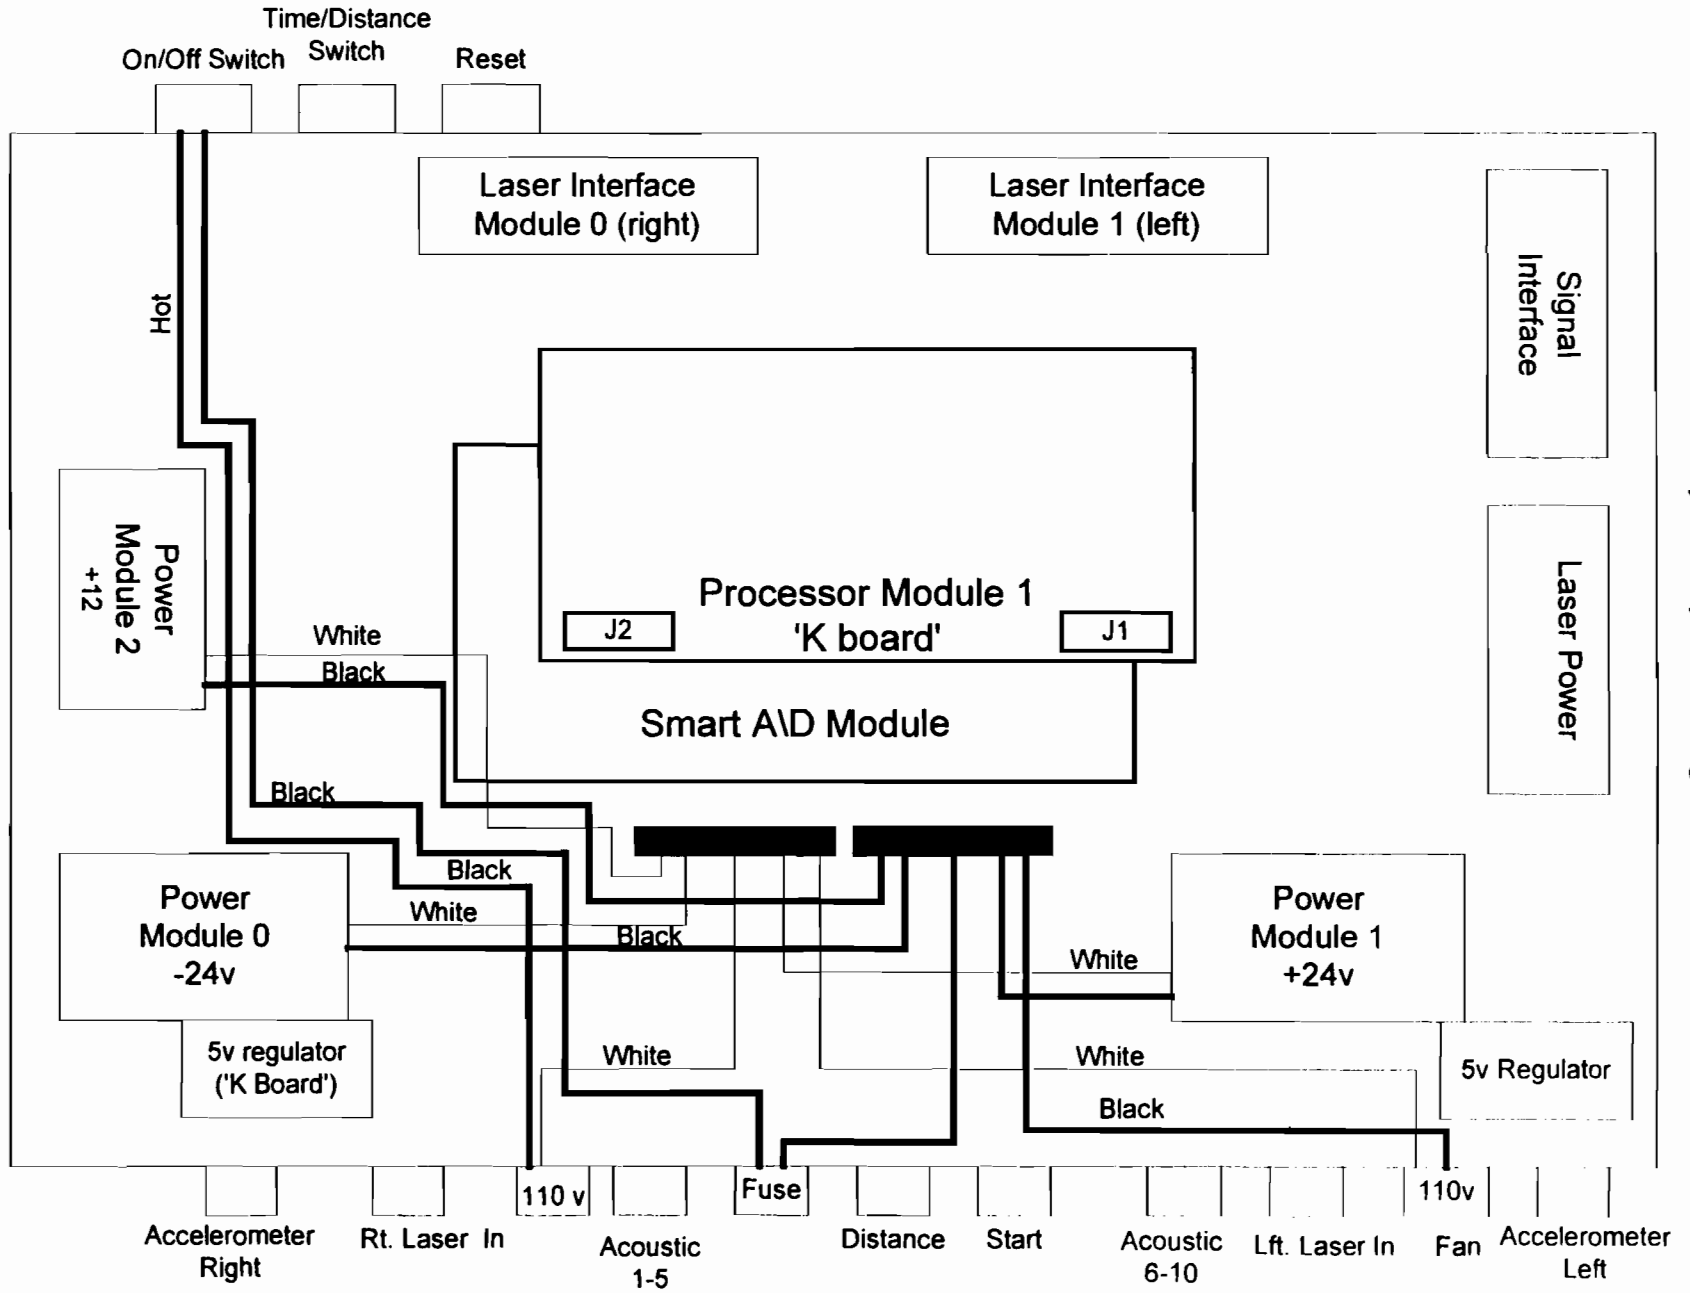 Time/Distance
Switch
On/Off Switch
Reset
Laser Interface
Module 0 (right)
Laser Interface
Module 1 (left)
Signal
Interface
Hot
Power
Module 2
+12
Processor Module 1
'K board'
J2
J1
Laser Power
White
Black
Smart A\D Module
Black
Black
White
Black
Power
Module 0
-24v
Power
Module 1
+24v
White
5v regulator
('K Board')
White
White
5v Regulator
Black
110 v
Fuse
110v
Accelerometer
Right
Rt. Laser In
Acoustic
1-5
Distance
Start
Acoustic
6-10
Lft. Laser In
Fan
Accelerometer
Left